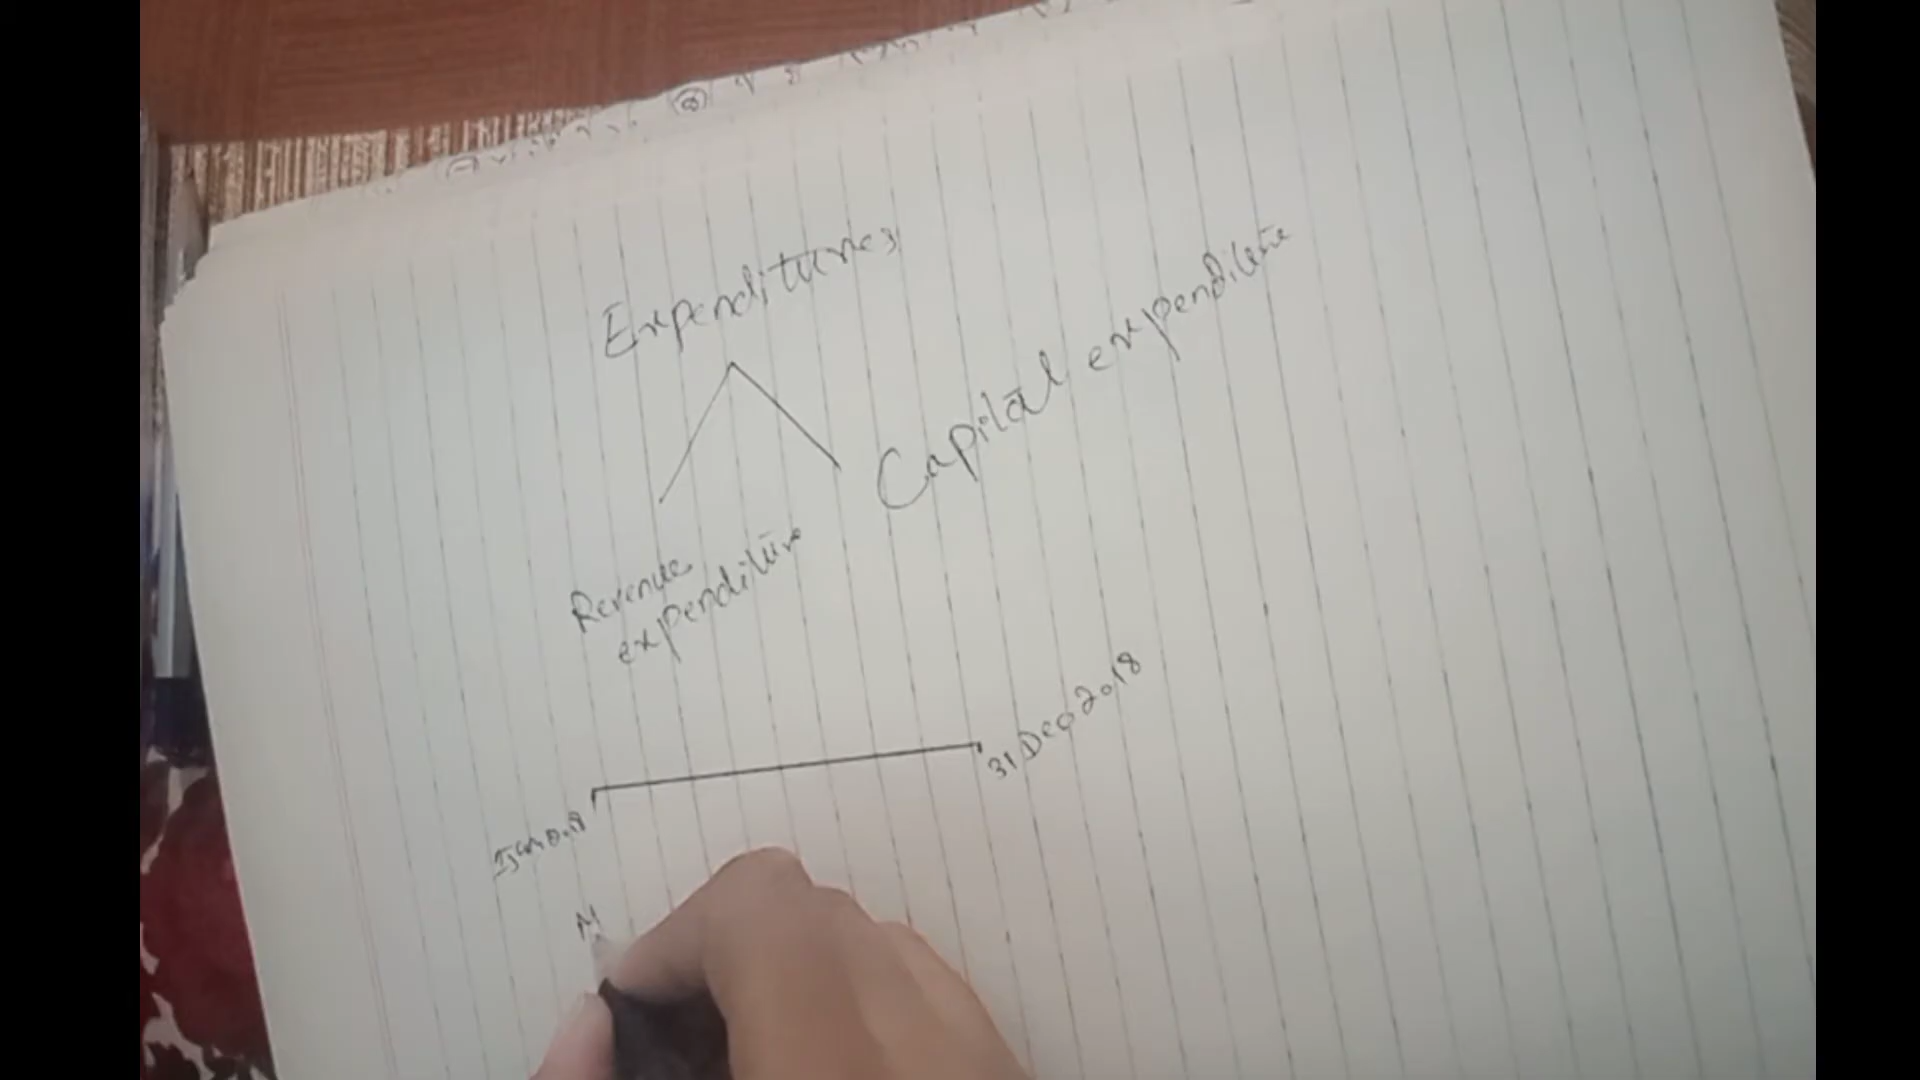 Expenditures
Capital expenditure
Revenue
expenditure
31 Dec 2018
1 Jan 2018